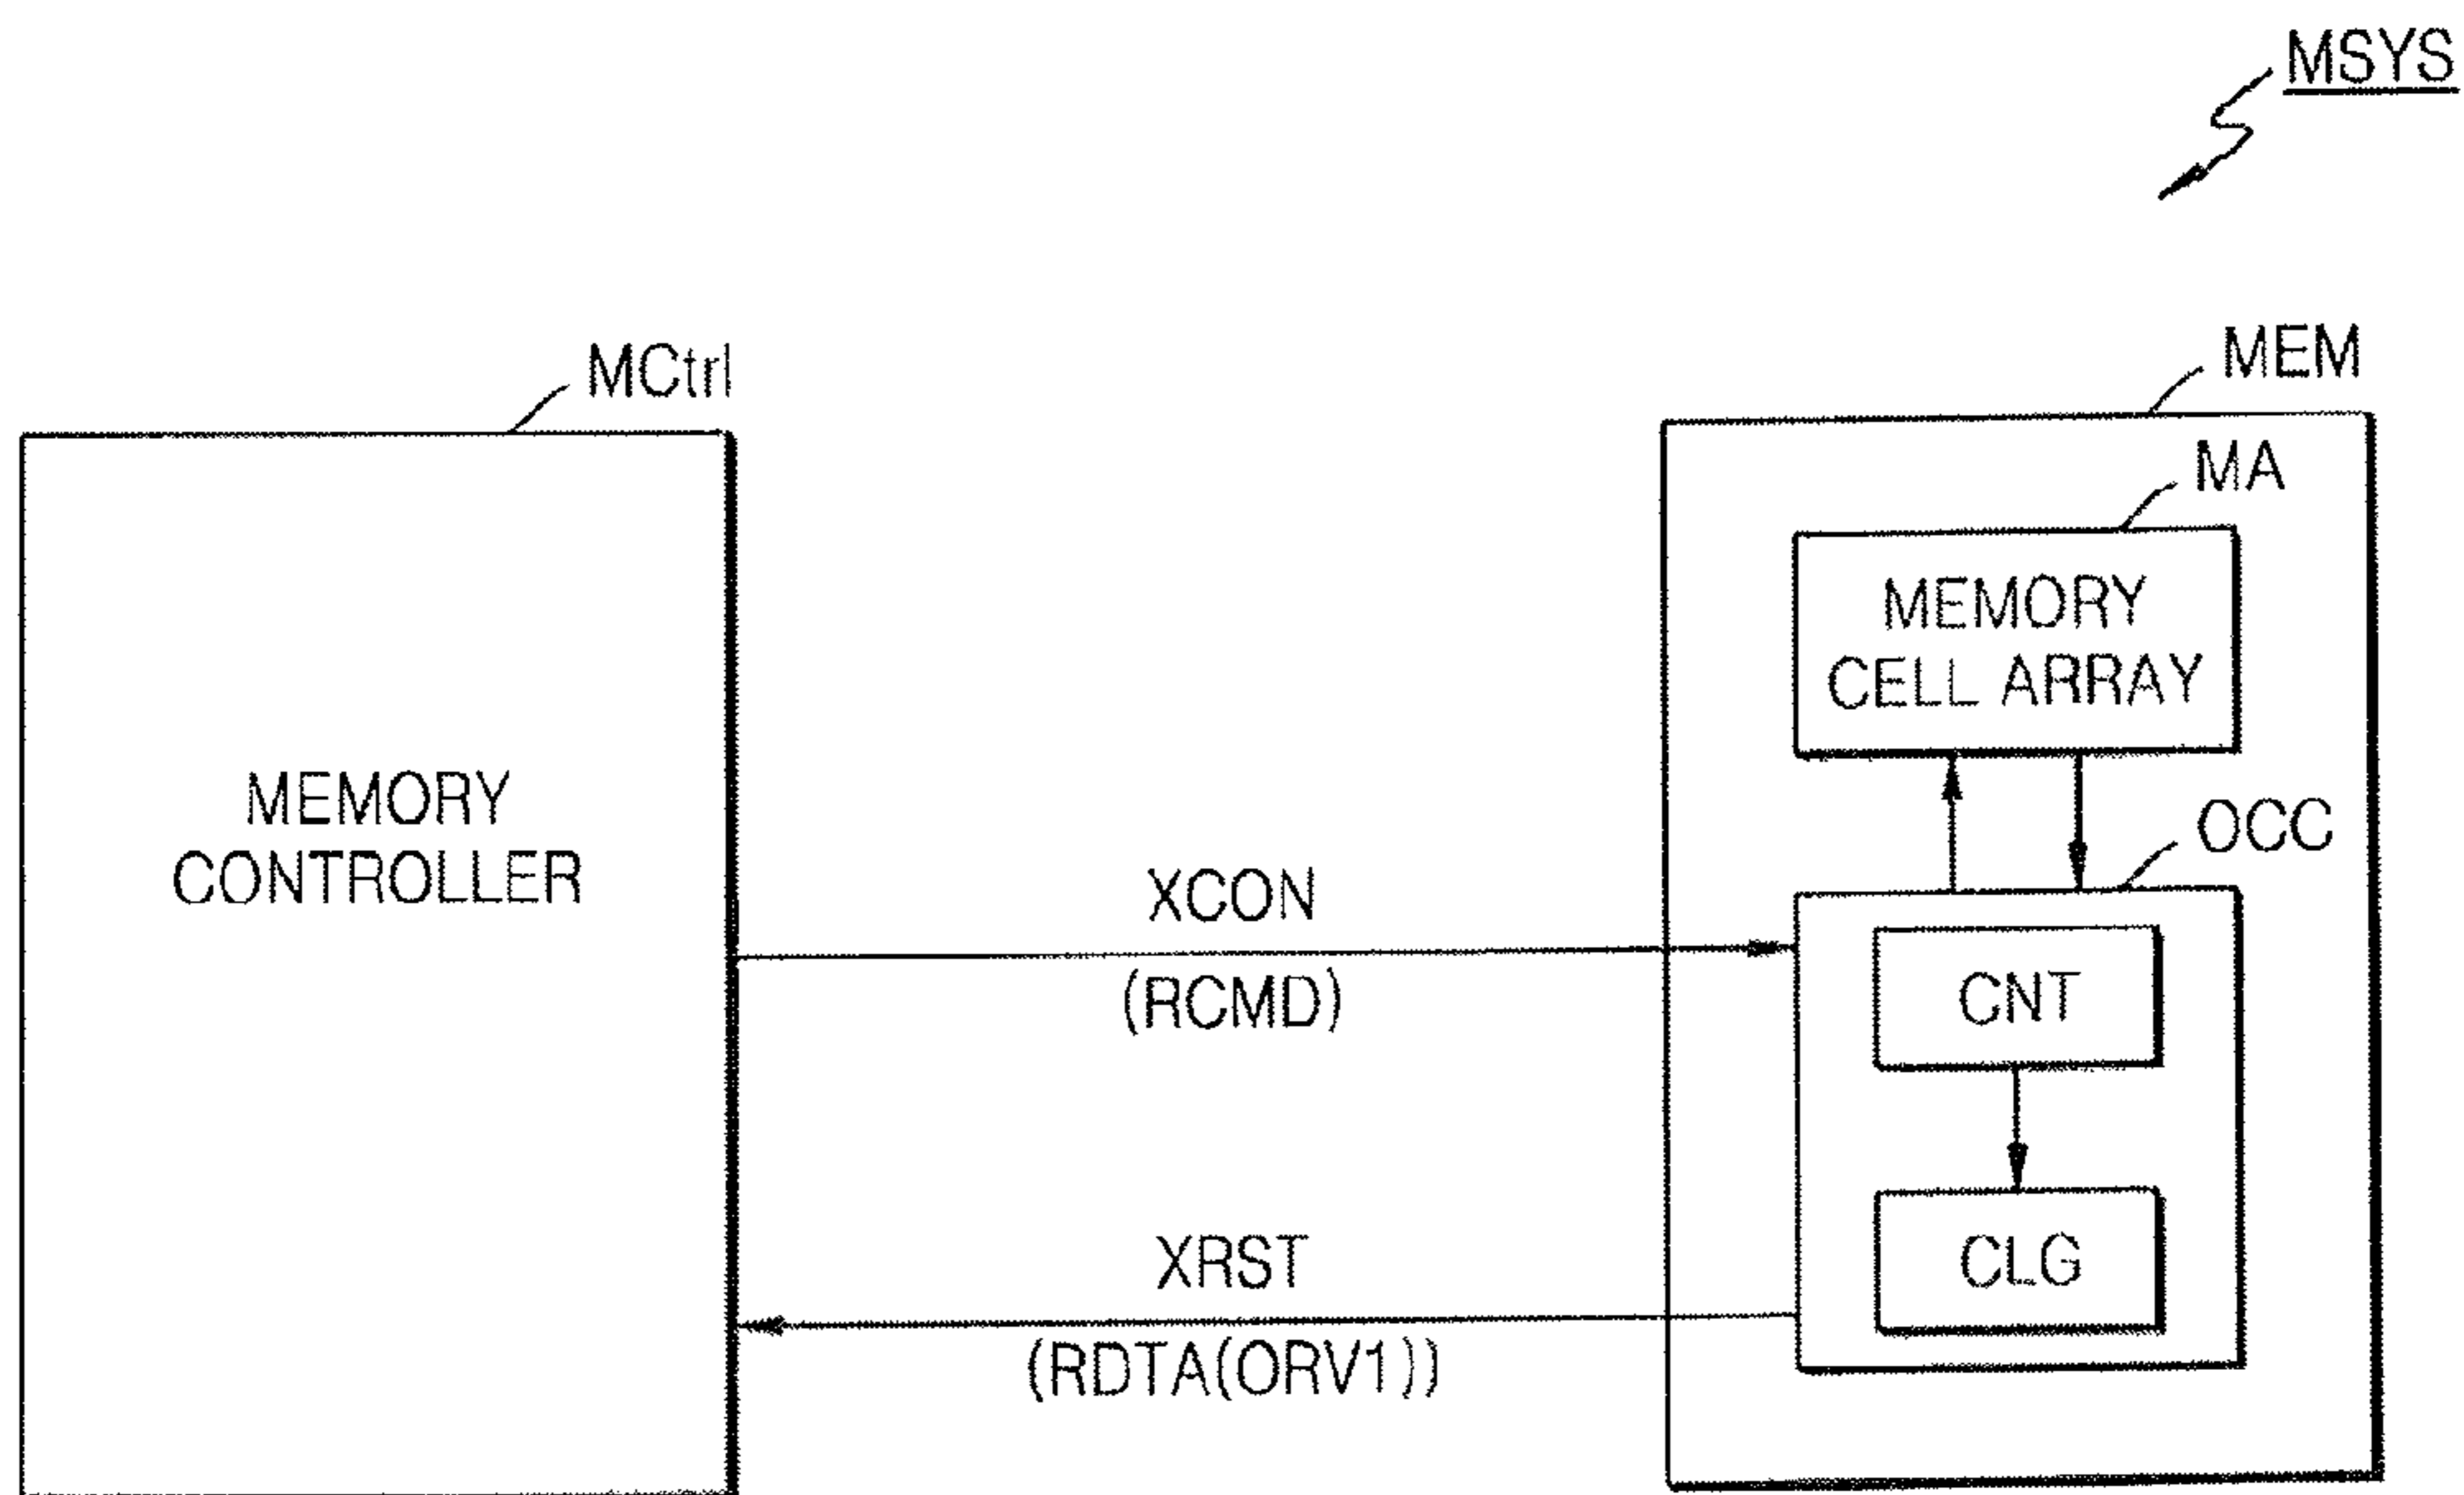 MSYS
MCtrl
MEM
MA
MEMORY
CELL ARRAY
MEMORY
CONTROLLER
OCC
XCON
(RCMD)
CNT
XRST
(RDTA(ORV1))
CLG